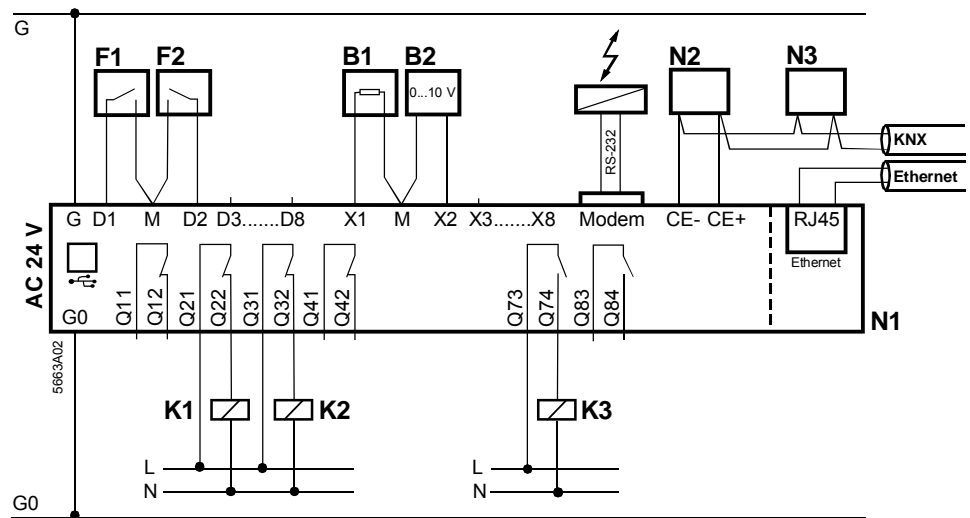 G
F1 F2 B1 B2 N2 N3
0...10 V
RS-232
KNX
Ethernet
G D1 M D2 D3.......D8 X1 M X2 X3.......X8 Modem CE- CE+ RJ45
Ethernet
AC 24 V
Q11 Q12 Q21 Q22 Q31 Q32 Q41 Q42 Q73 Q74 Q83 Q84
G0
N1
5663A02
K1 K2 K3
L L
N N
G0